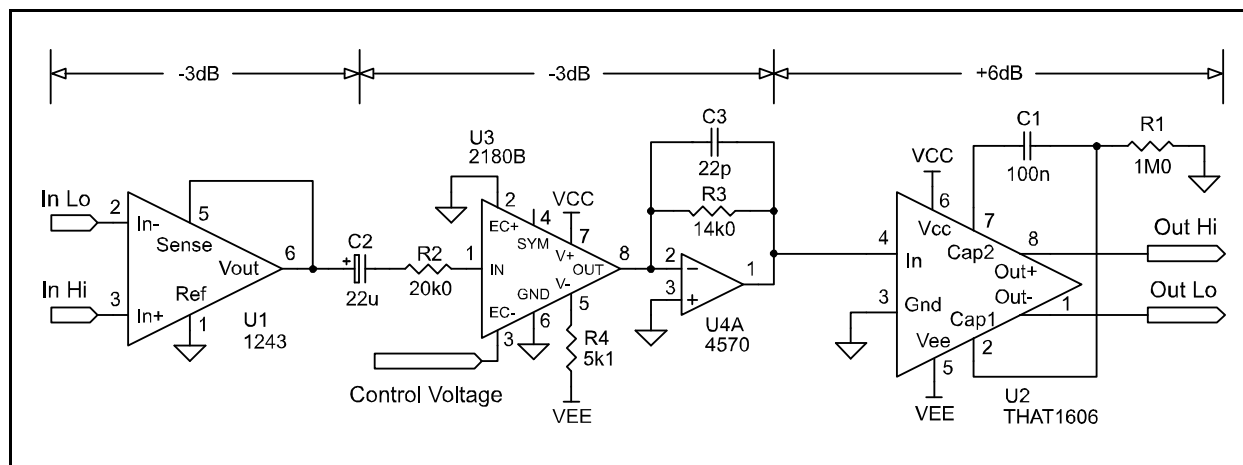 -3dB
-3dB
+6dB
In Lo
2
In-
5
Sense
6
Vout
In Hi
3
In+
Ref
1
U1
1243
C2
+
22u
R2
20k0
U3
2180B
2
EC+
4
SYM
VCC
7
V+
1
IN
OUT
8
V-
5
GND
6
EC-
3
R4
5k1
VEE
Control Voltage
C3
22p
R3
14k0
2
−
3
+
1
U4A
4570
VCC
6
Vcc
7
Cap2
C1
100n
R1
1M0
4
In
8
Out+
Out Hi
3
Gnd
Out-
1
Out Lo
Cap1
2
Vee
5
VEE
U2
THAT1606